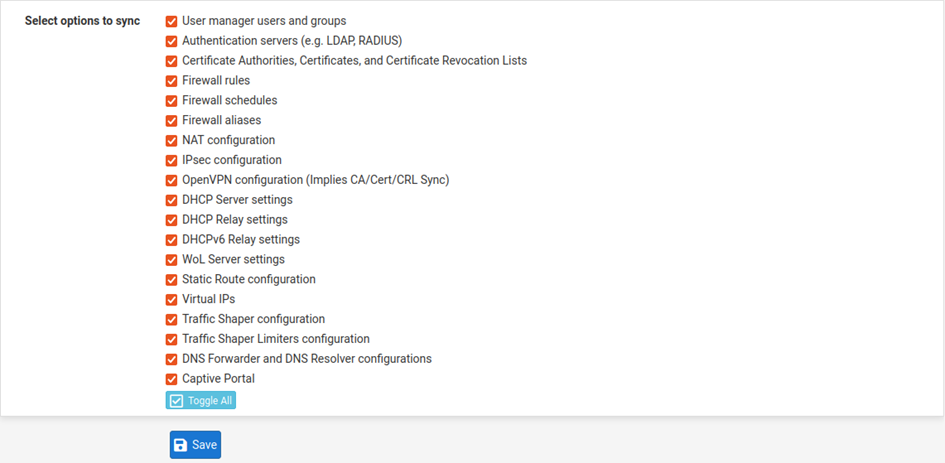 Select options to sync
User manager users and groups
Authentication servers (e.g. LDAP, RADIUS)
Certificate Authorities, Certificates, and Certificate Revocation Lists
Firewall rules
Firewall schedules
Firewall aliases
NAT configuration
IPsec configuration
OpenVPN configuration (Implies CA/Cert/CRL Sync)
DHCP Server settings
DHCP Relay settings
DHCPv6 Relay settings
WoL Server settings
Static Route configuration
Virtual IPs
Traffic Shaper configuration
Traffic Shaper Limiters configuration
DNS Forwarder and DNS Resolver configurations
Captive Portal
Toggle All
Save